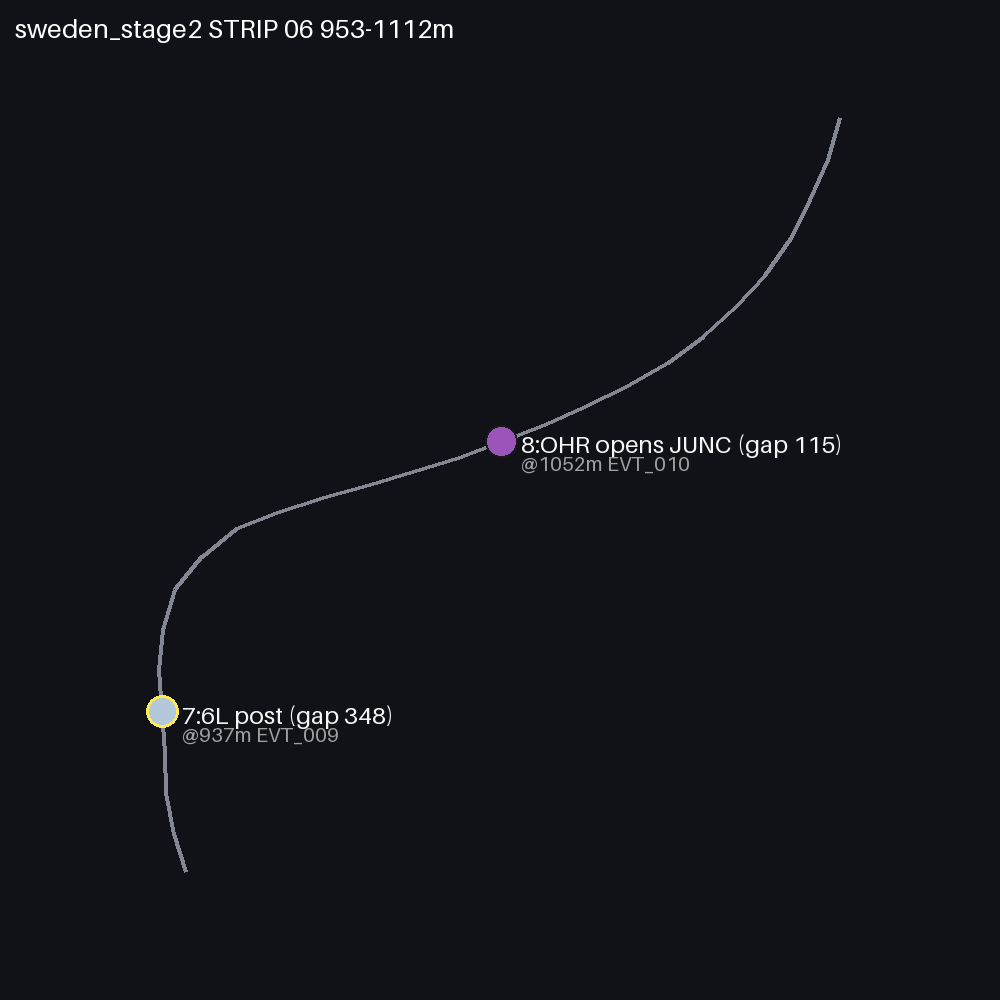 sweden_stage2 STRIP 06 953-1112m
8:OHR opens JUNC (gap 115)
@1052m EVT_010
7:6L post (gap 348)
@937m EVT_009